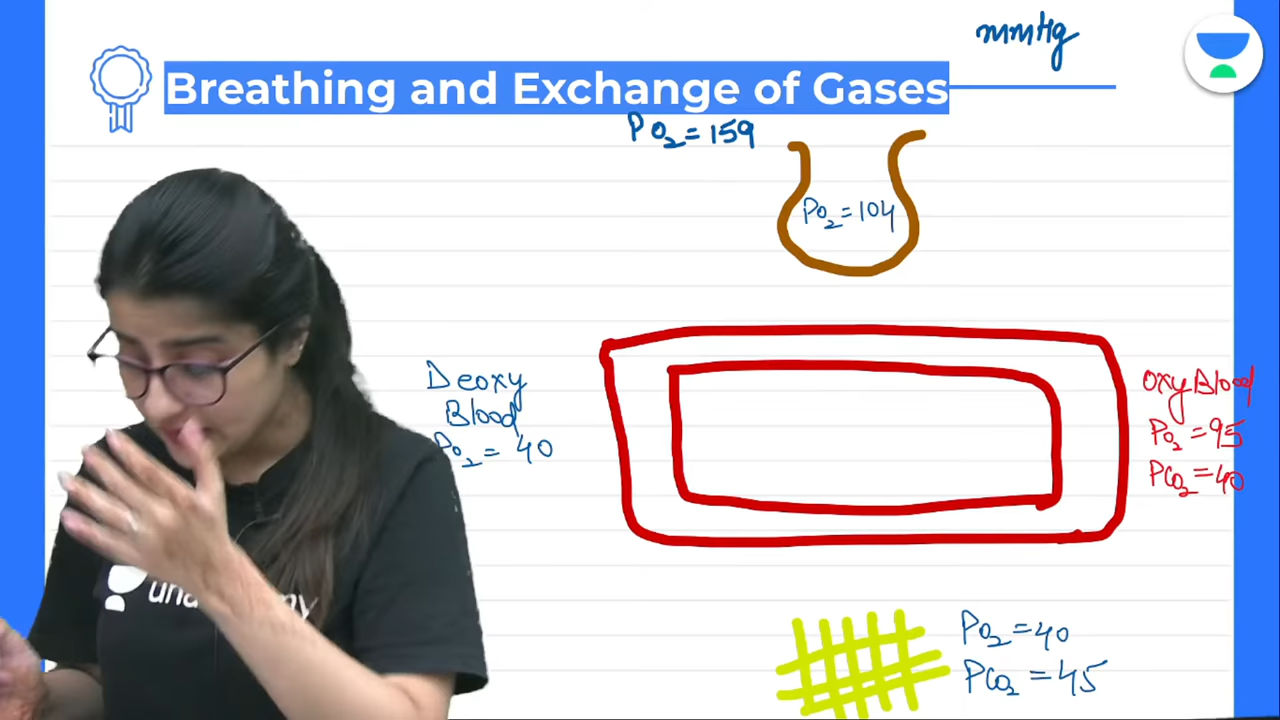 mmHg
Breathing and Exchange of Gases
PO2 = 159
PO2 = 104
Deoxy
Blood
PO2 = 40
Oxy Blood
PO2 = 95
PCO2 = 40
PO2 = 40
PCO2 = 45